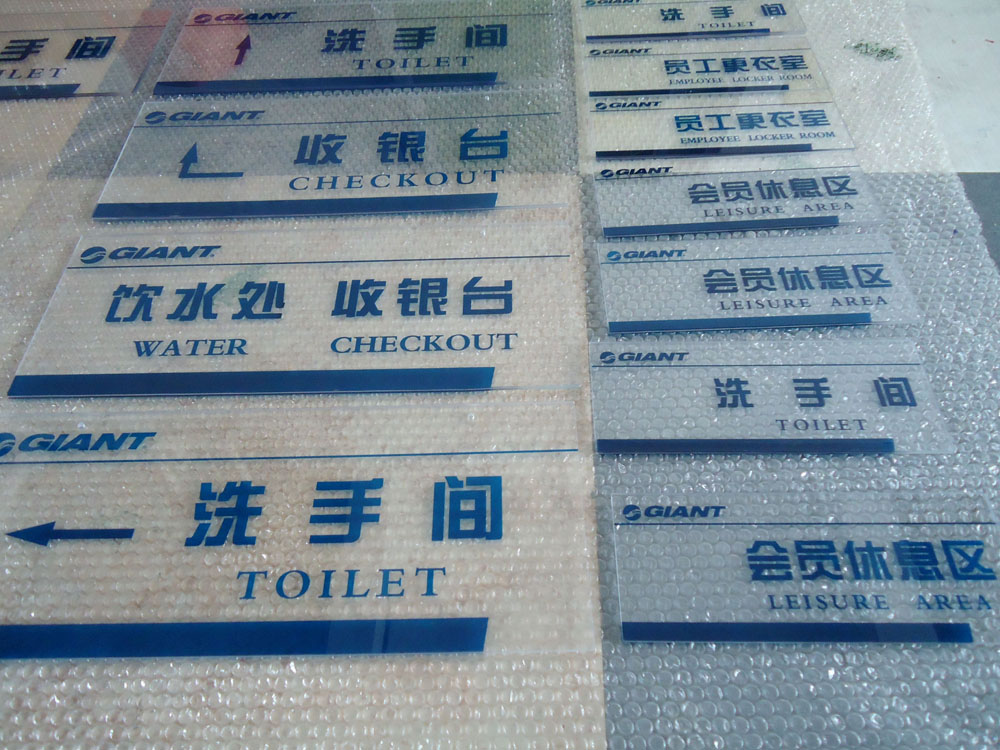 手间
ILET
GIANT
洗手间
TOILET
GIANT
收银台
CHECKOUT
GIANT
饮水处 收银台
WATER CHECKOUT
GIANT
洗手间
TOILET
GIANT
洗手间
TOILET
GIANT
员工更衣室
EMPLOYEE LOCKER ROOM
GIANT
员工更衣室
EMPLOYEE LOCKER ROOM
GIANT
会员休息区
LEISURE AREA
GIANT
会员休息区
LEISURE AREA
GIANT
洗手间
TOILET
GIANT
会员休息区
LEISURE AREA